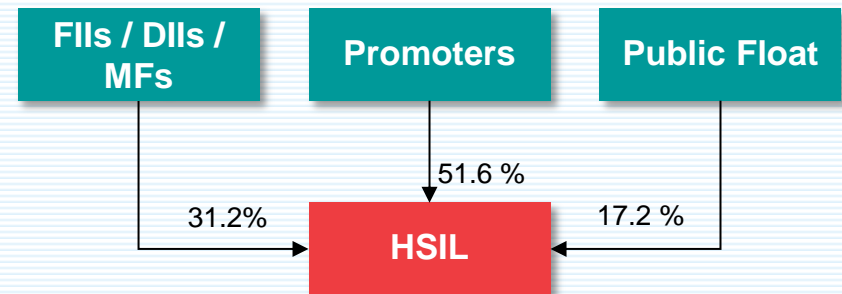 FIIs / DIIs /
MFs
Promoters
Public Float
51.6 %
31.2%
17.2 %
HSIL